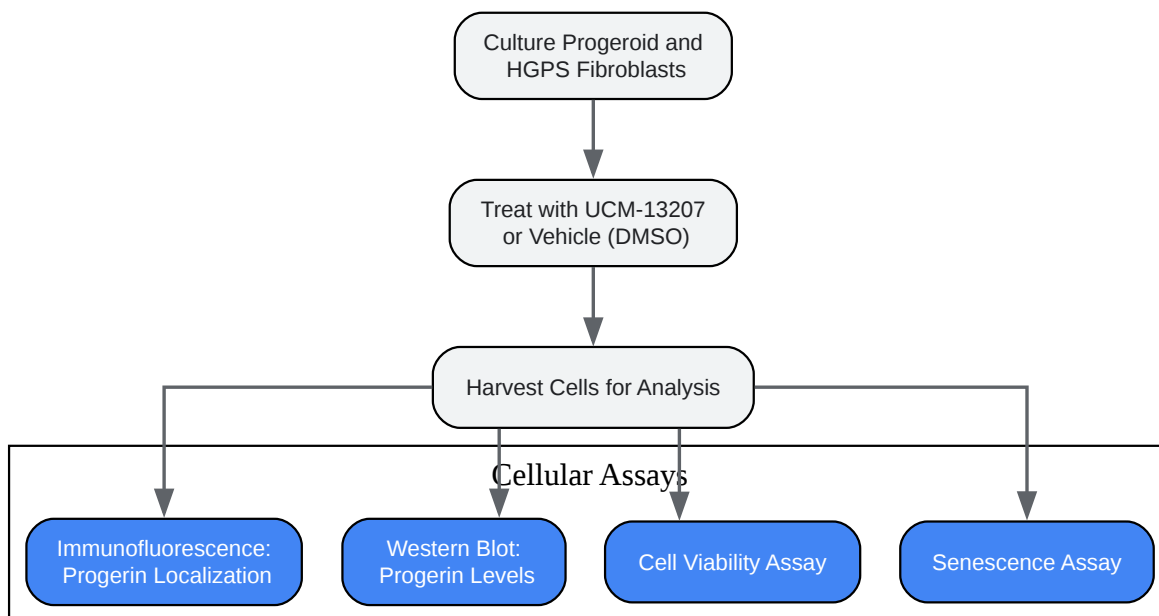 Culture Progeroid and
HGPS Fibroblasts
Treat with UCM-13207
or Vehicle (DMSO)
Harvest Cells for Analysis
Cellular Assays
Immunofluorescence:
Progerin Localization
Western Blot:
Progerin Levels
Cell Viability Assay
Senescence Assay